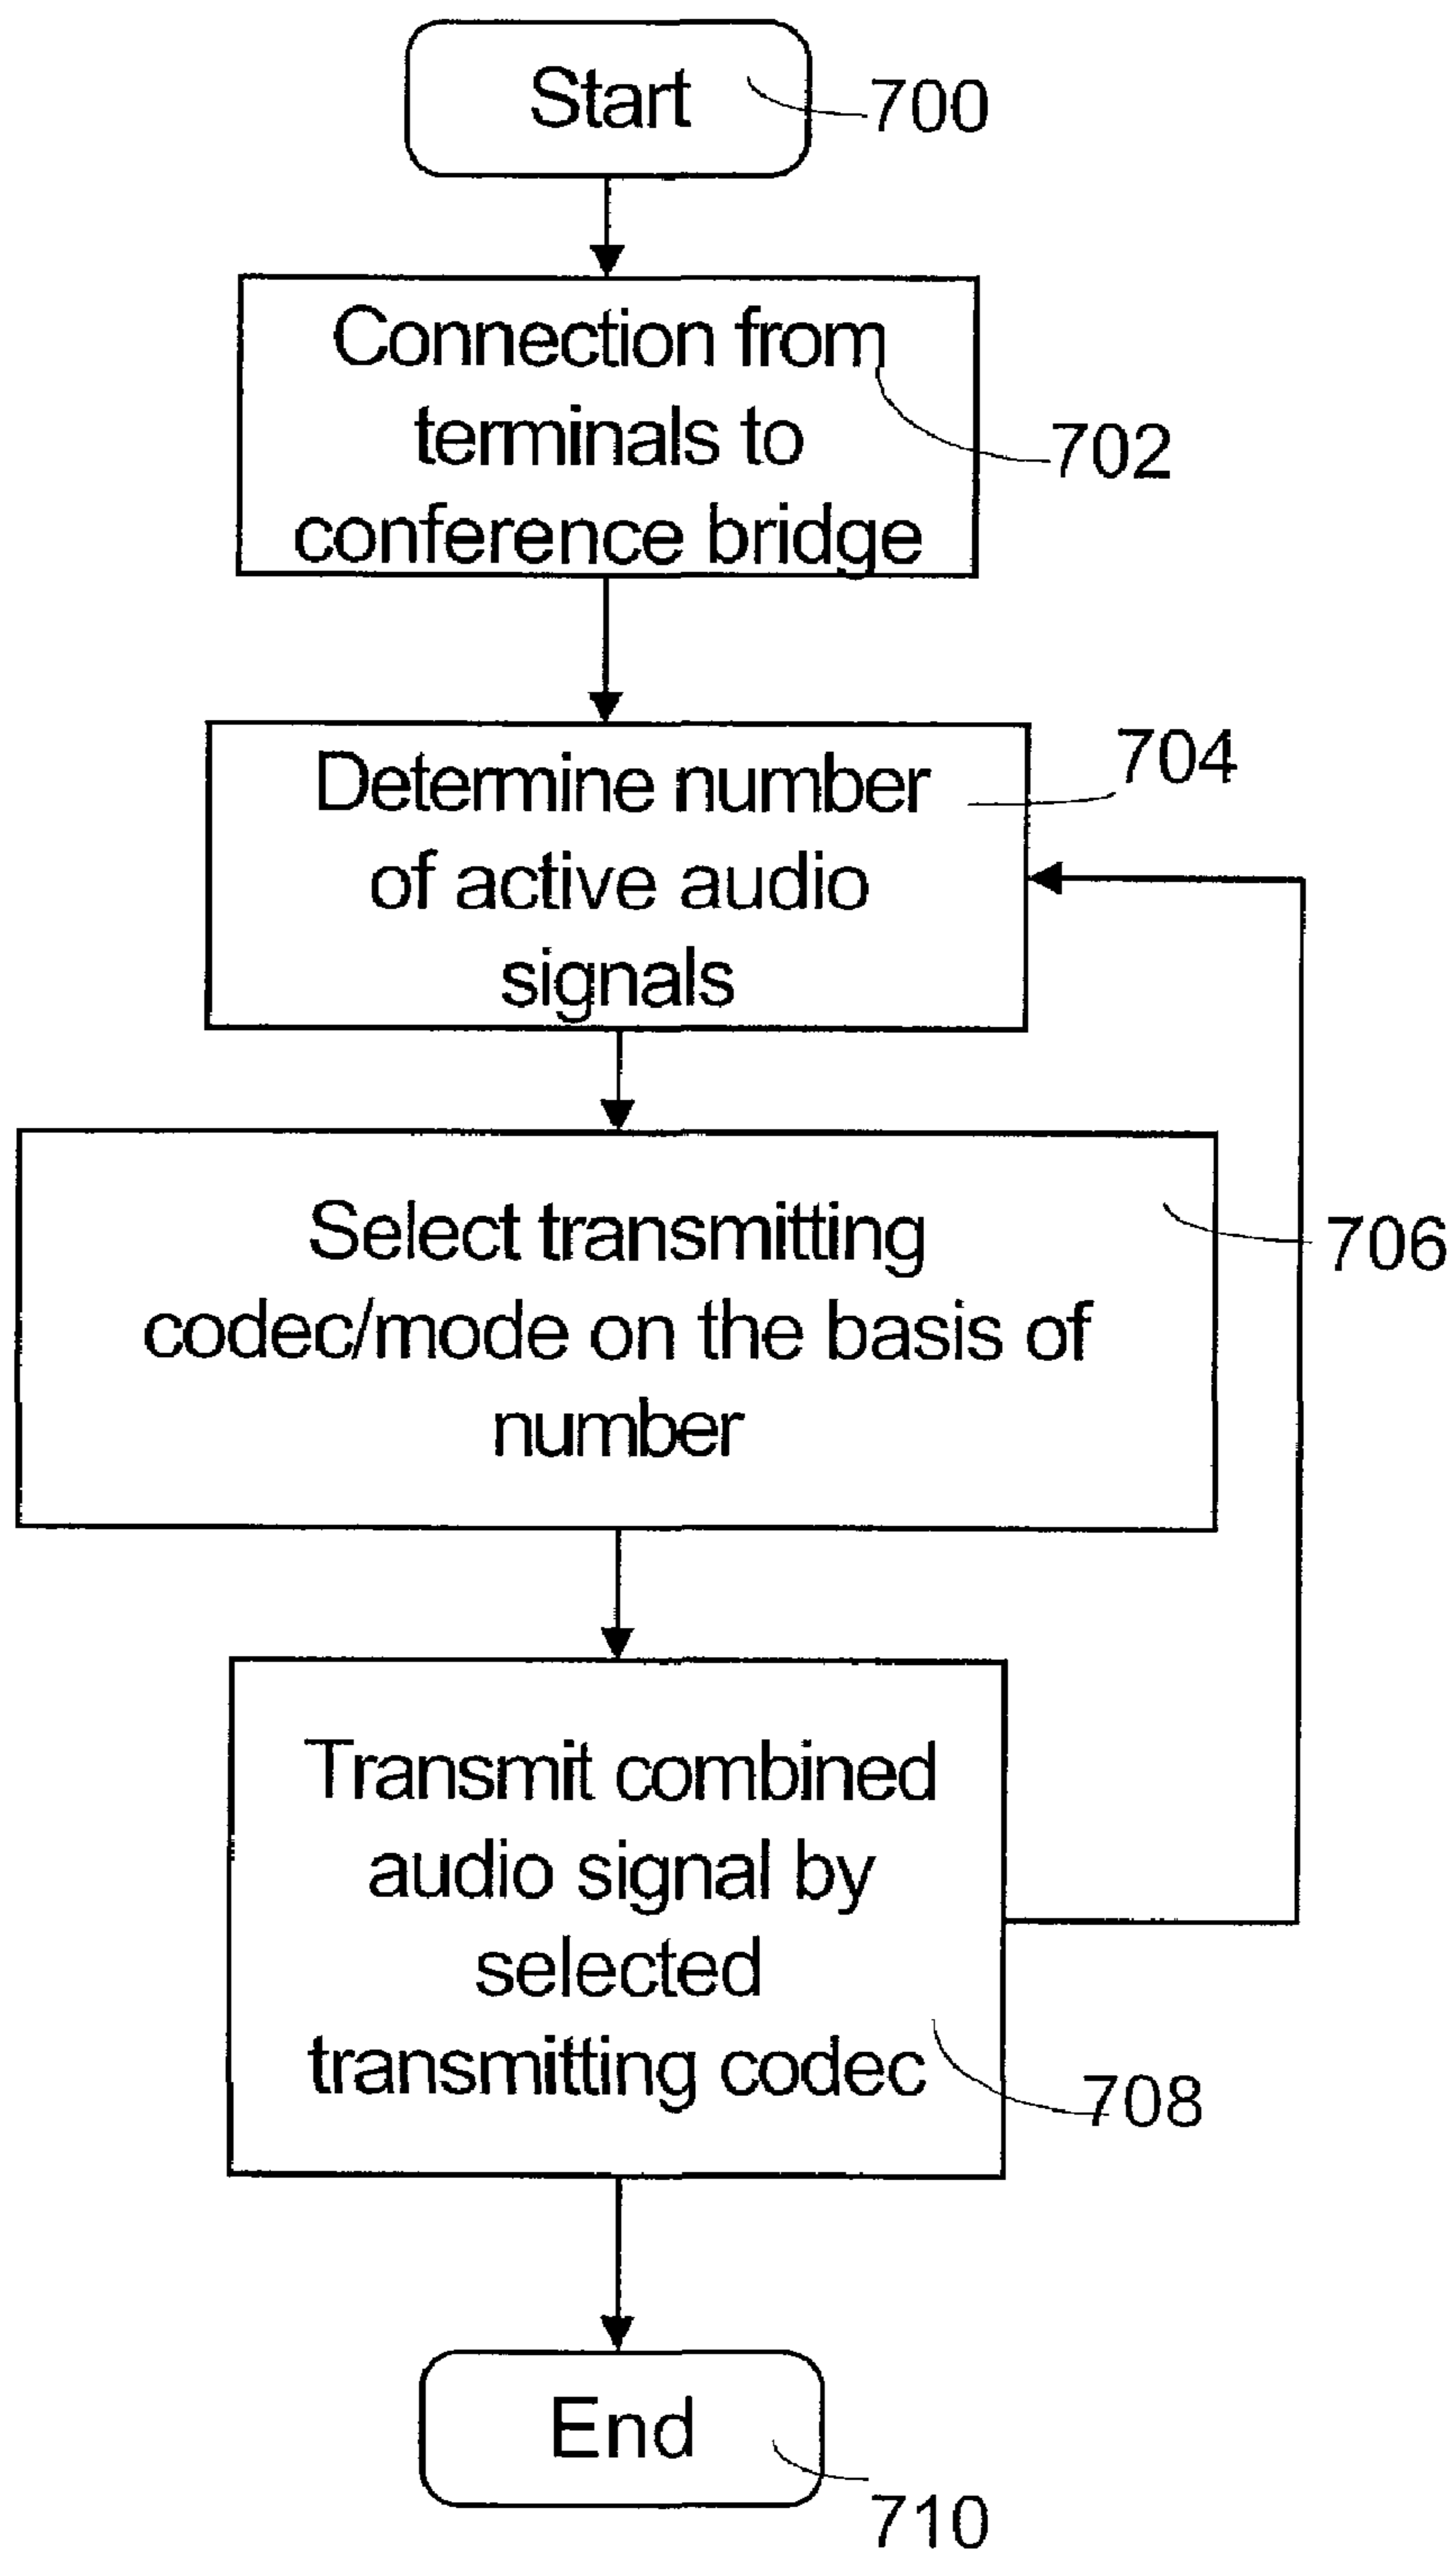 Start
700
Connection from
terminals to
conference bridge
702
Determine number
of active audio
signals
704
Select transmitting
codec/mode on the basis of
number
706
Transmit combined
audio signal by
selected
transmitting codec
708
End
710